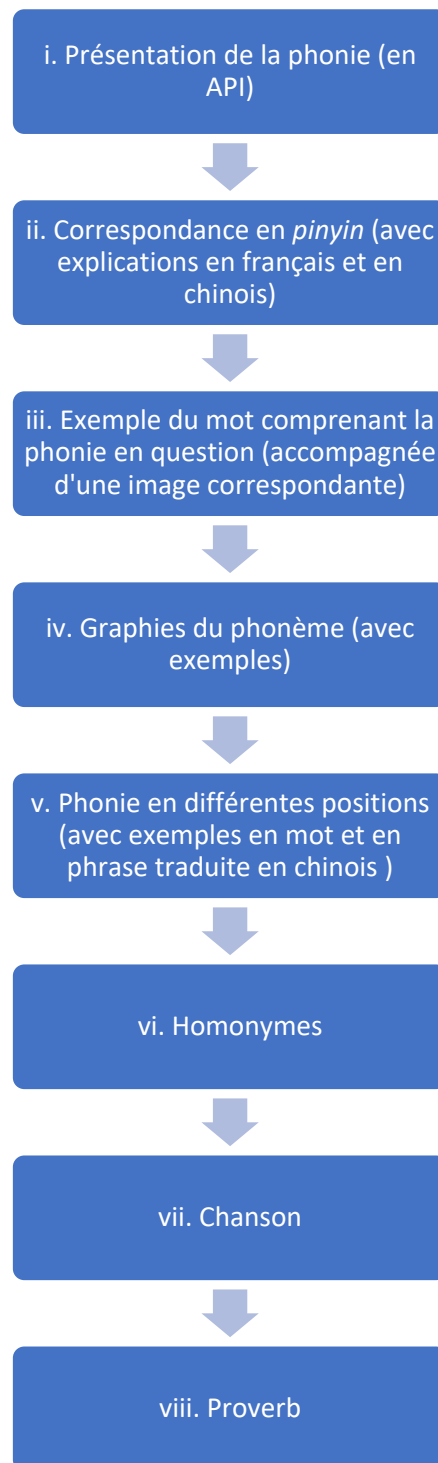 i. Présentation de la phonie (en
API)
ii. Correspondance en pinyin (avec
explications en français et en
chinois)
iii. Exemple du mot comprenant la
phonie en question (accompagnée
d'une image correspondante)
iv. Graphies du phonème (avec
exemples)
v. Phonie en différentes positions
(avec exemples en mot et en
phrase traduite en chinois )
vi. Homonymes
vii. Chanson
viii. Proverb